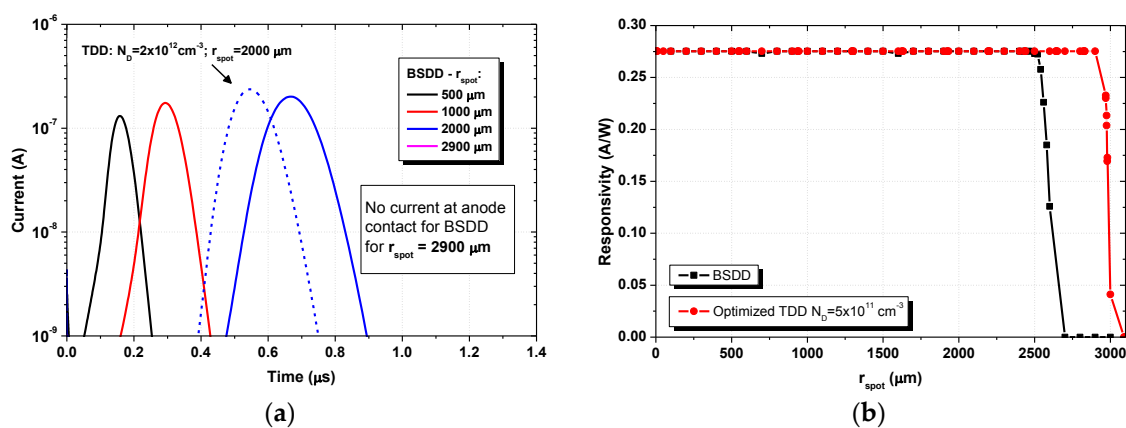 10⁻⁶
10⁻⁷
10⁻⁸
10⁻⁹
Current (A)
TDD: N_D=2x10¹²cm⁻³; r_spot=2000 μm
BSDD - r_spot:
500 μm
1000 μm
2000 μm
2900 μm
No current at anode
contact for BSDD
for r_spot = 2900 μm
0.0 0.2 0.4 0.6 0.8 1.0 1.2 1.4
Time (μs)
(a)
0.30
0.25
0.20
0.15
0.10
0.05
0.00
Responsivity (A/W)
BSDD
Optimized TDD N_D=5x10¹¹ cm⁻³
0 500 1000 1500 2000 2500 3000
r_spot (μm)
(b)